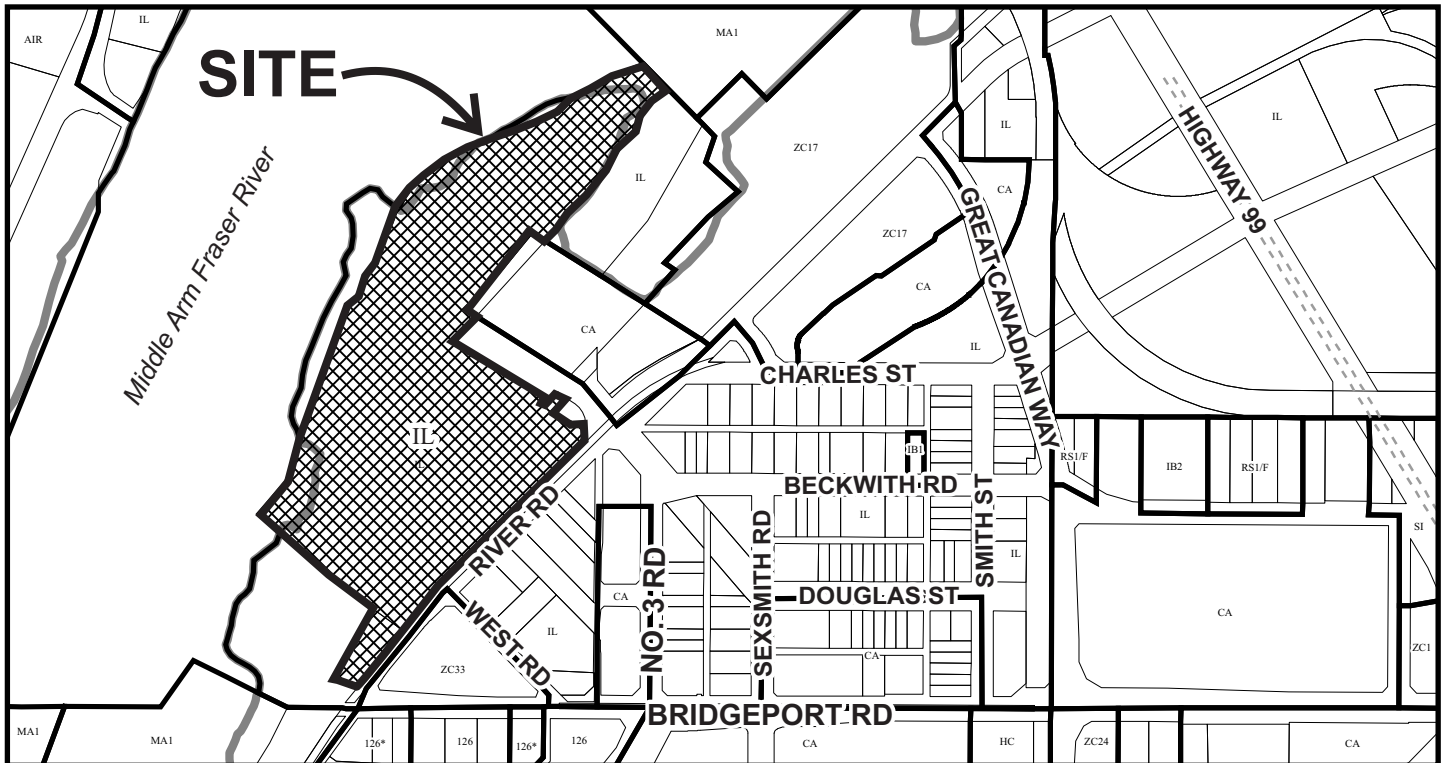 AIR
IL
MA1
SITE
IL
HIGHWAY 99
IL
ZC17
IL
CA
GREAT CANADIAN WAY
ZC17
Middle Arm Fraser River
CA
CA
IL
CHARLES ST
IL
IL
IB1
RS1/F
IB2
RS1/F
BECKWITH RD
RIVER RD
IL
SEXSMITH RD
SMITH ST
SI
IL
NO. 3 RD
CA
DOUGLAS ST
CA
WEST RD
IL
ZC33
CA
ZC1
BRIDGEPORT RD
MA1
MA1
126*
126
126*
126
CA
HC
ZC24
CA